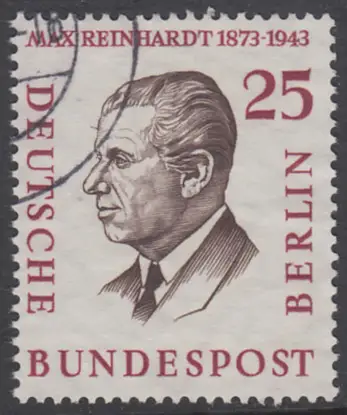 MAX REINHARDT 1873-1943
25
DEUTSCHE
BERLIN
BUNDESPOST